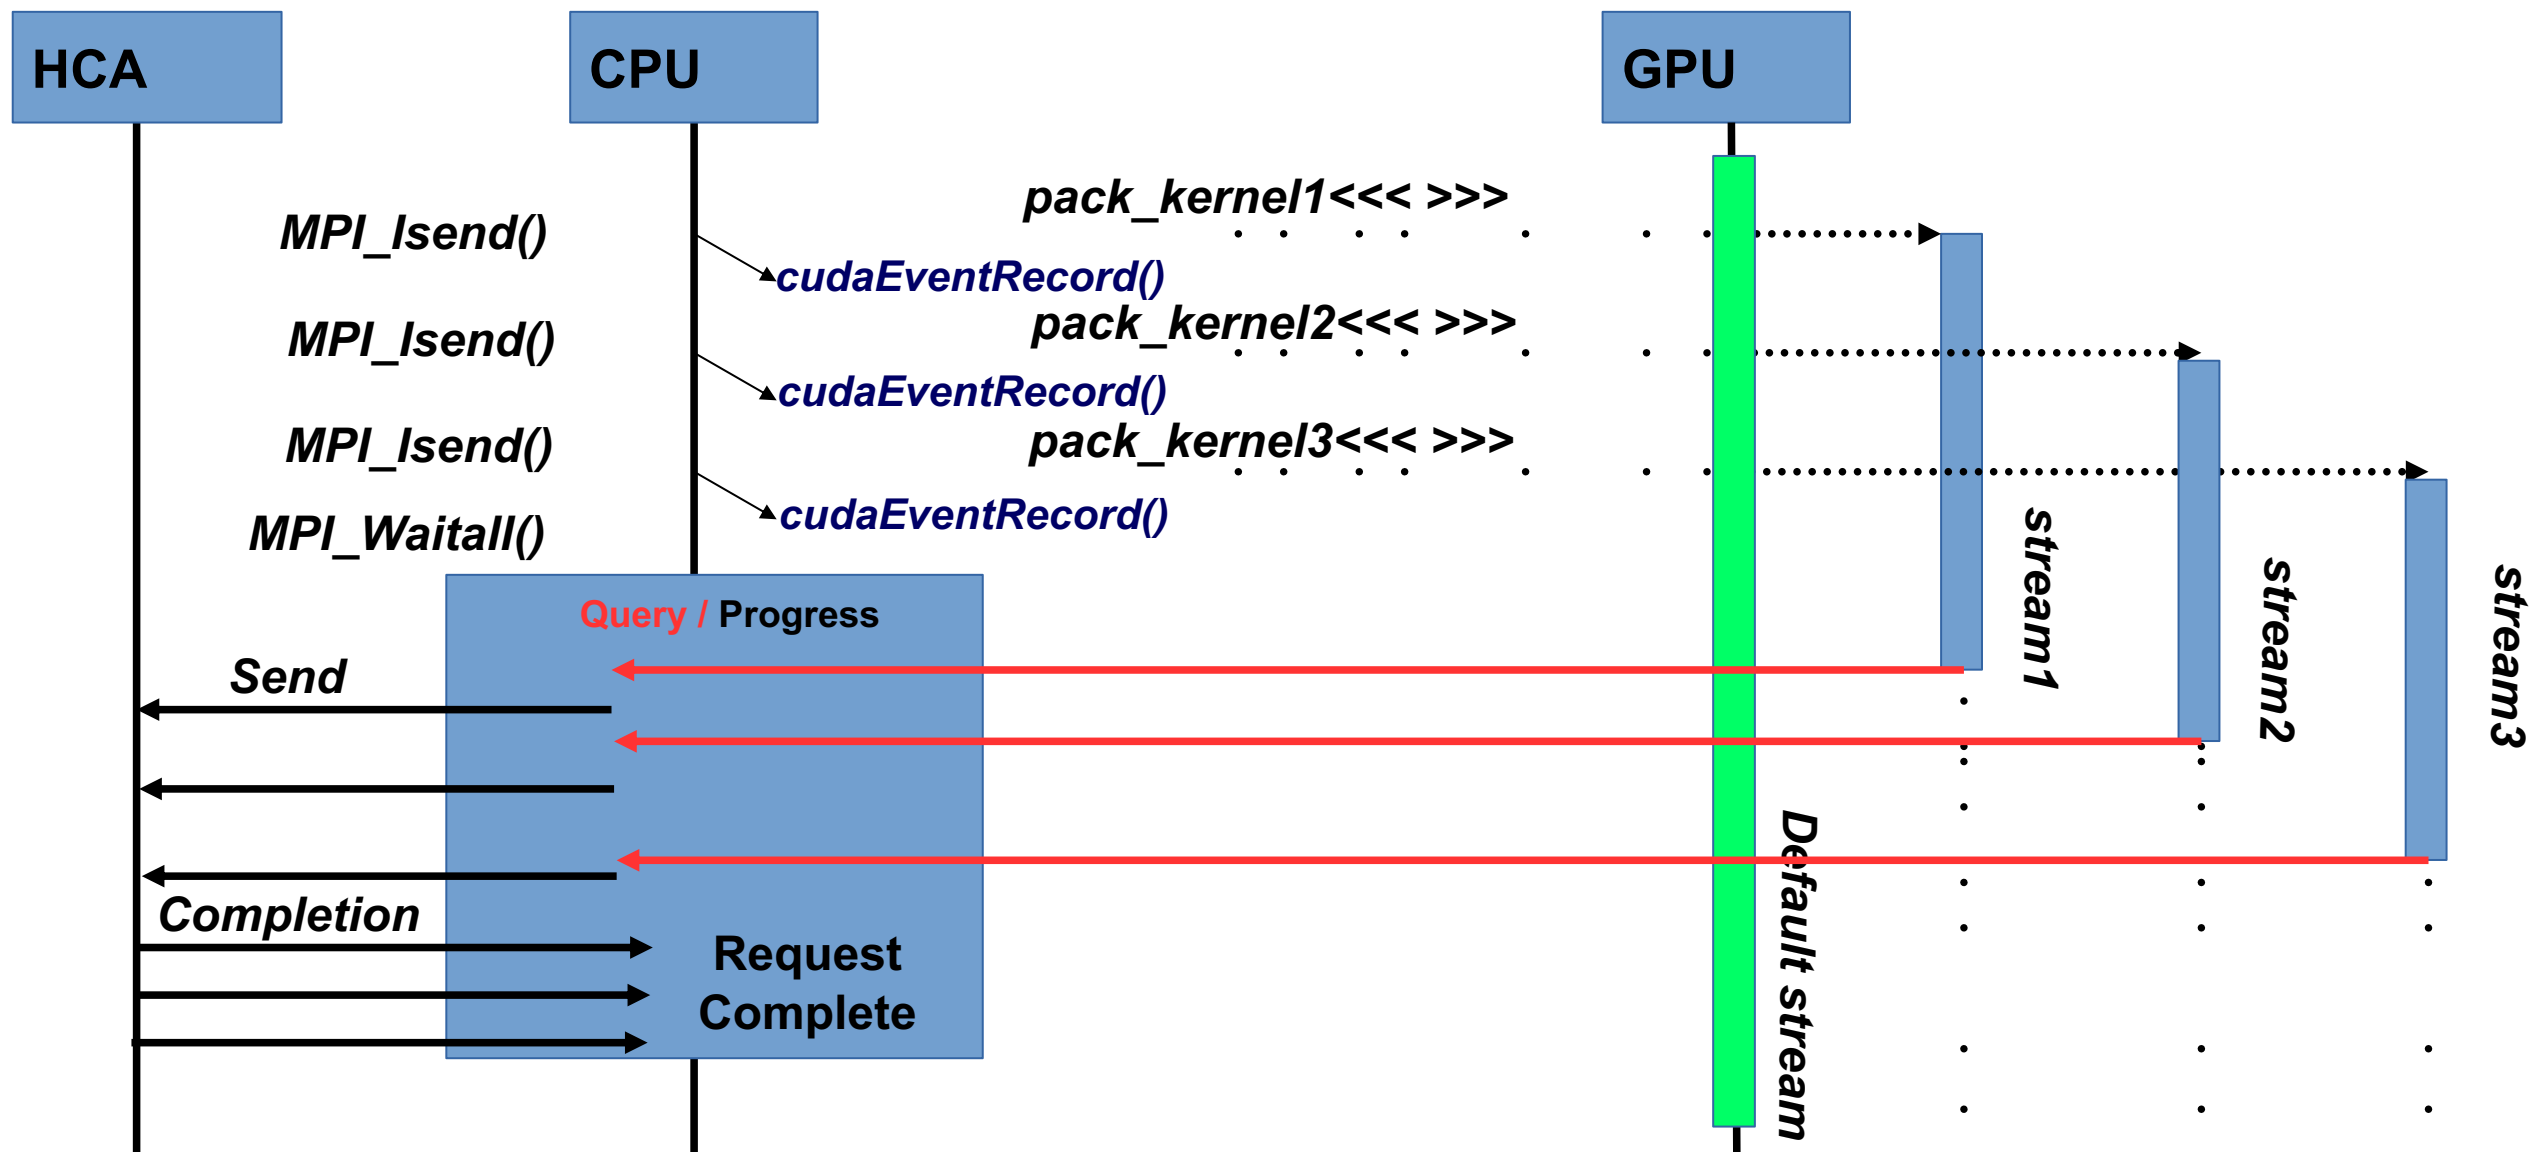 HCA
CPU
GPU
pack_kernel1<<< >>>
MPI_Isend()
cudaEventRecord()
pack_kernel2<<< >>>
MPI_Isend()
cudaEventRecord()
pack_kernel3<<< >>>
MPI_Isend()
cudaEventRecord()
MPI_Waitall()
stream1
stream2
stream3
Query / Progress
Send
Default stream
Completion
Request
Complete